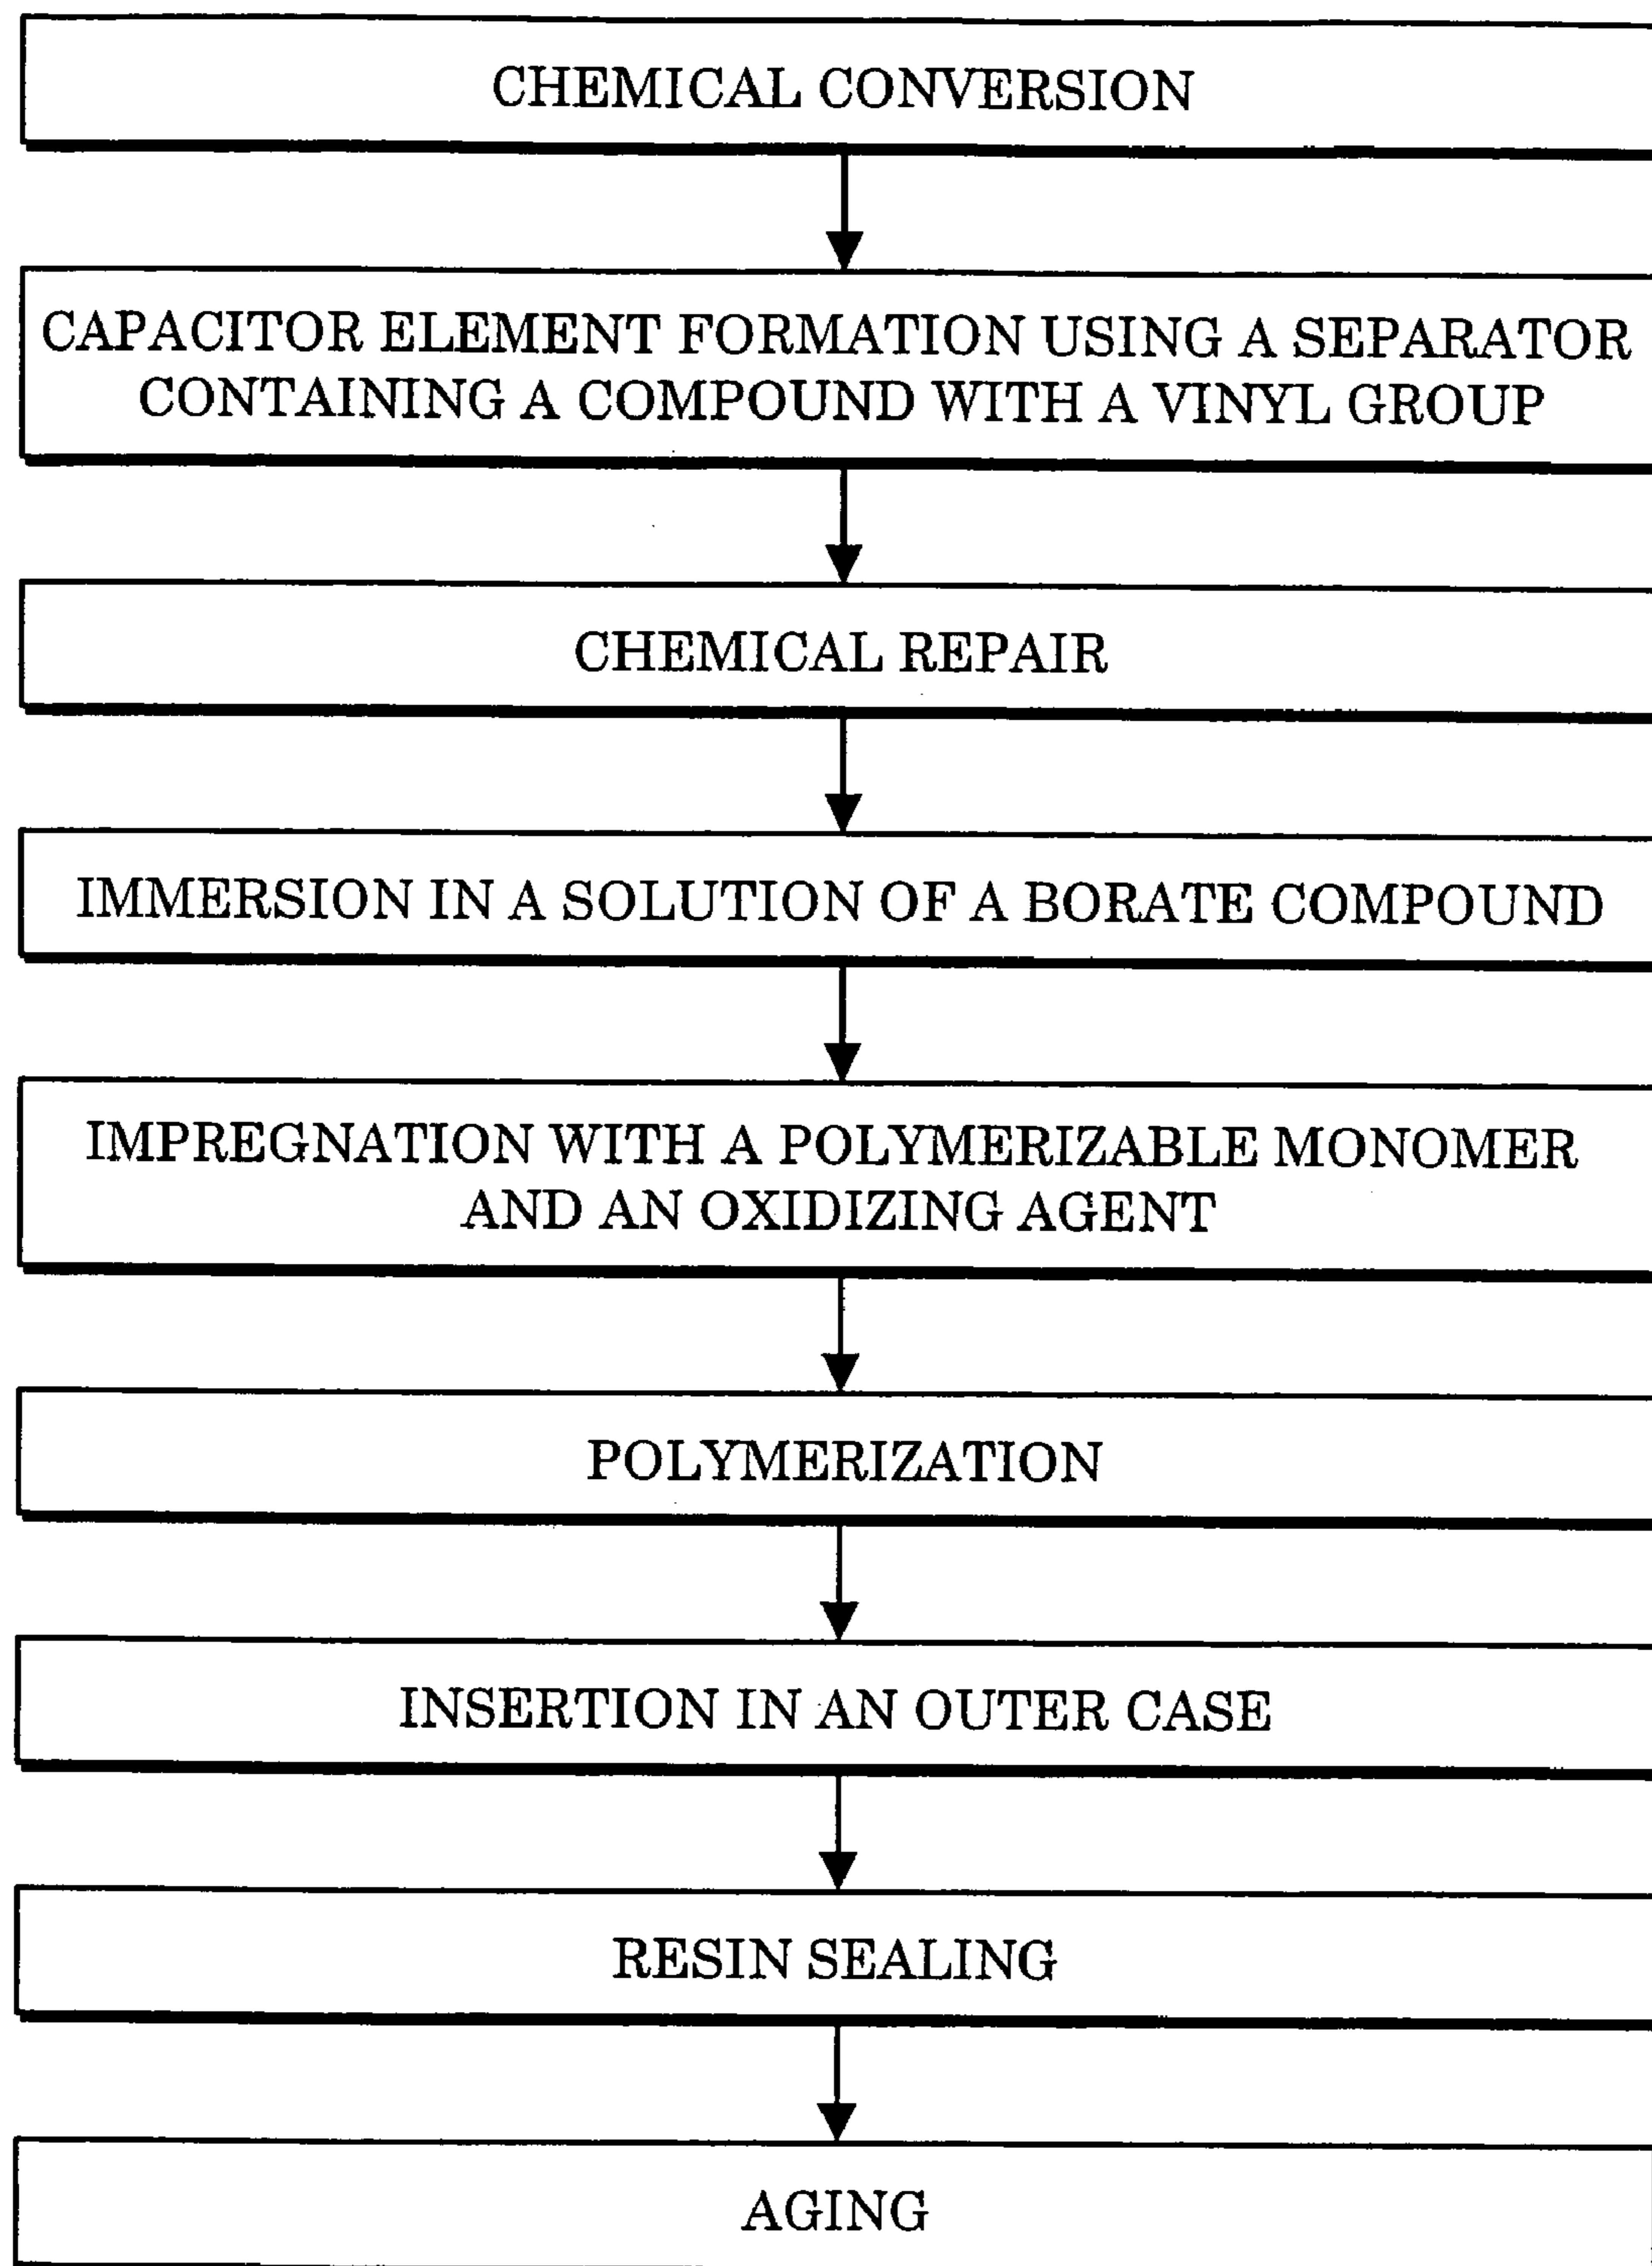 CHEMICAL CONVERSION
CAPACITOR ELEMENT FORMATION USING A SEPARATOR
CONTAINING A COMPOUND WITH A VINYL GROUP
CHEMICAL REPAIR
IMMERSION IN A SOLUTION OF A BORATE COMPOUND
IMPREGNATION WITH A POLYMERIZABLE MONOMER
AND AN OXIDIZING AGENT
POLYMERIZATION
INSERTION IN AN OUTER CASE
RESIN SEALING
AGING